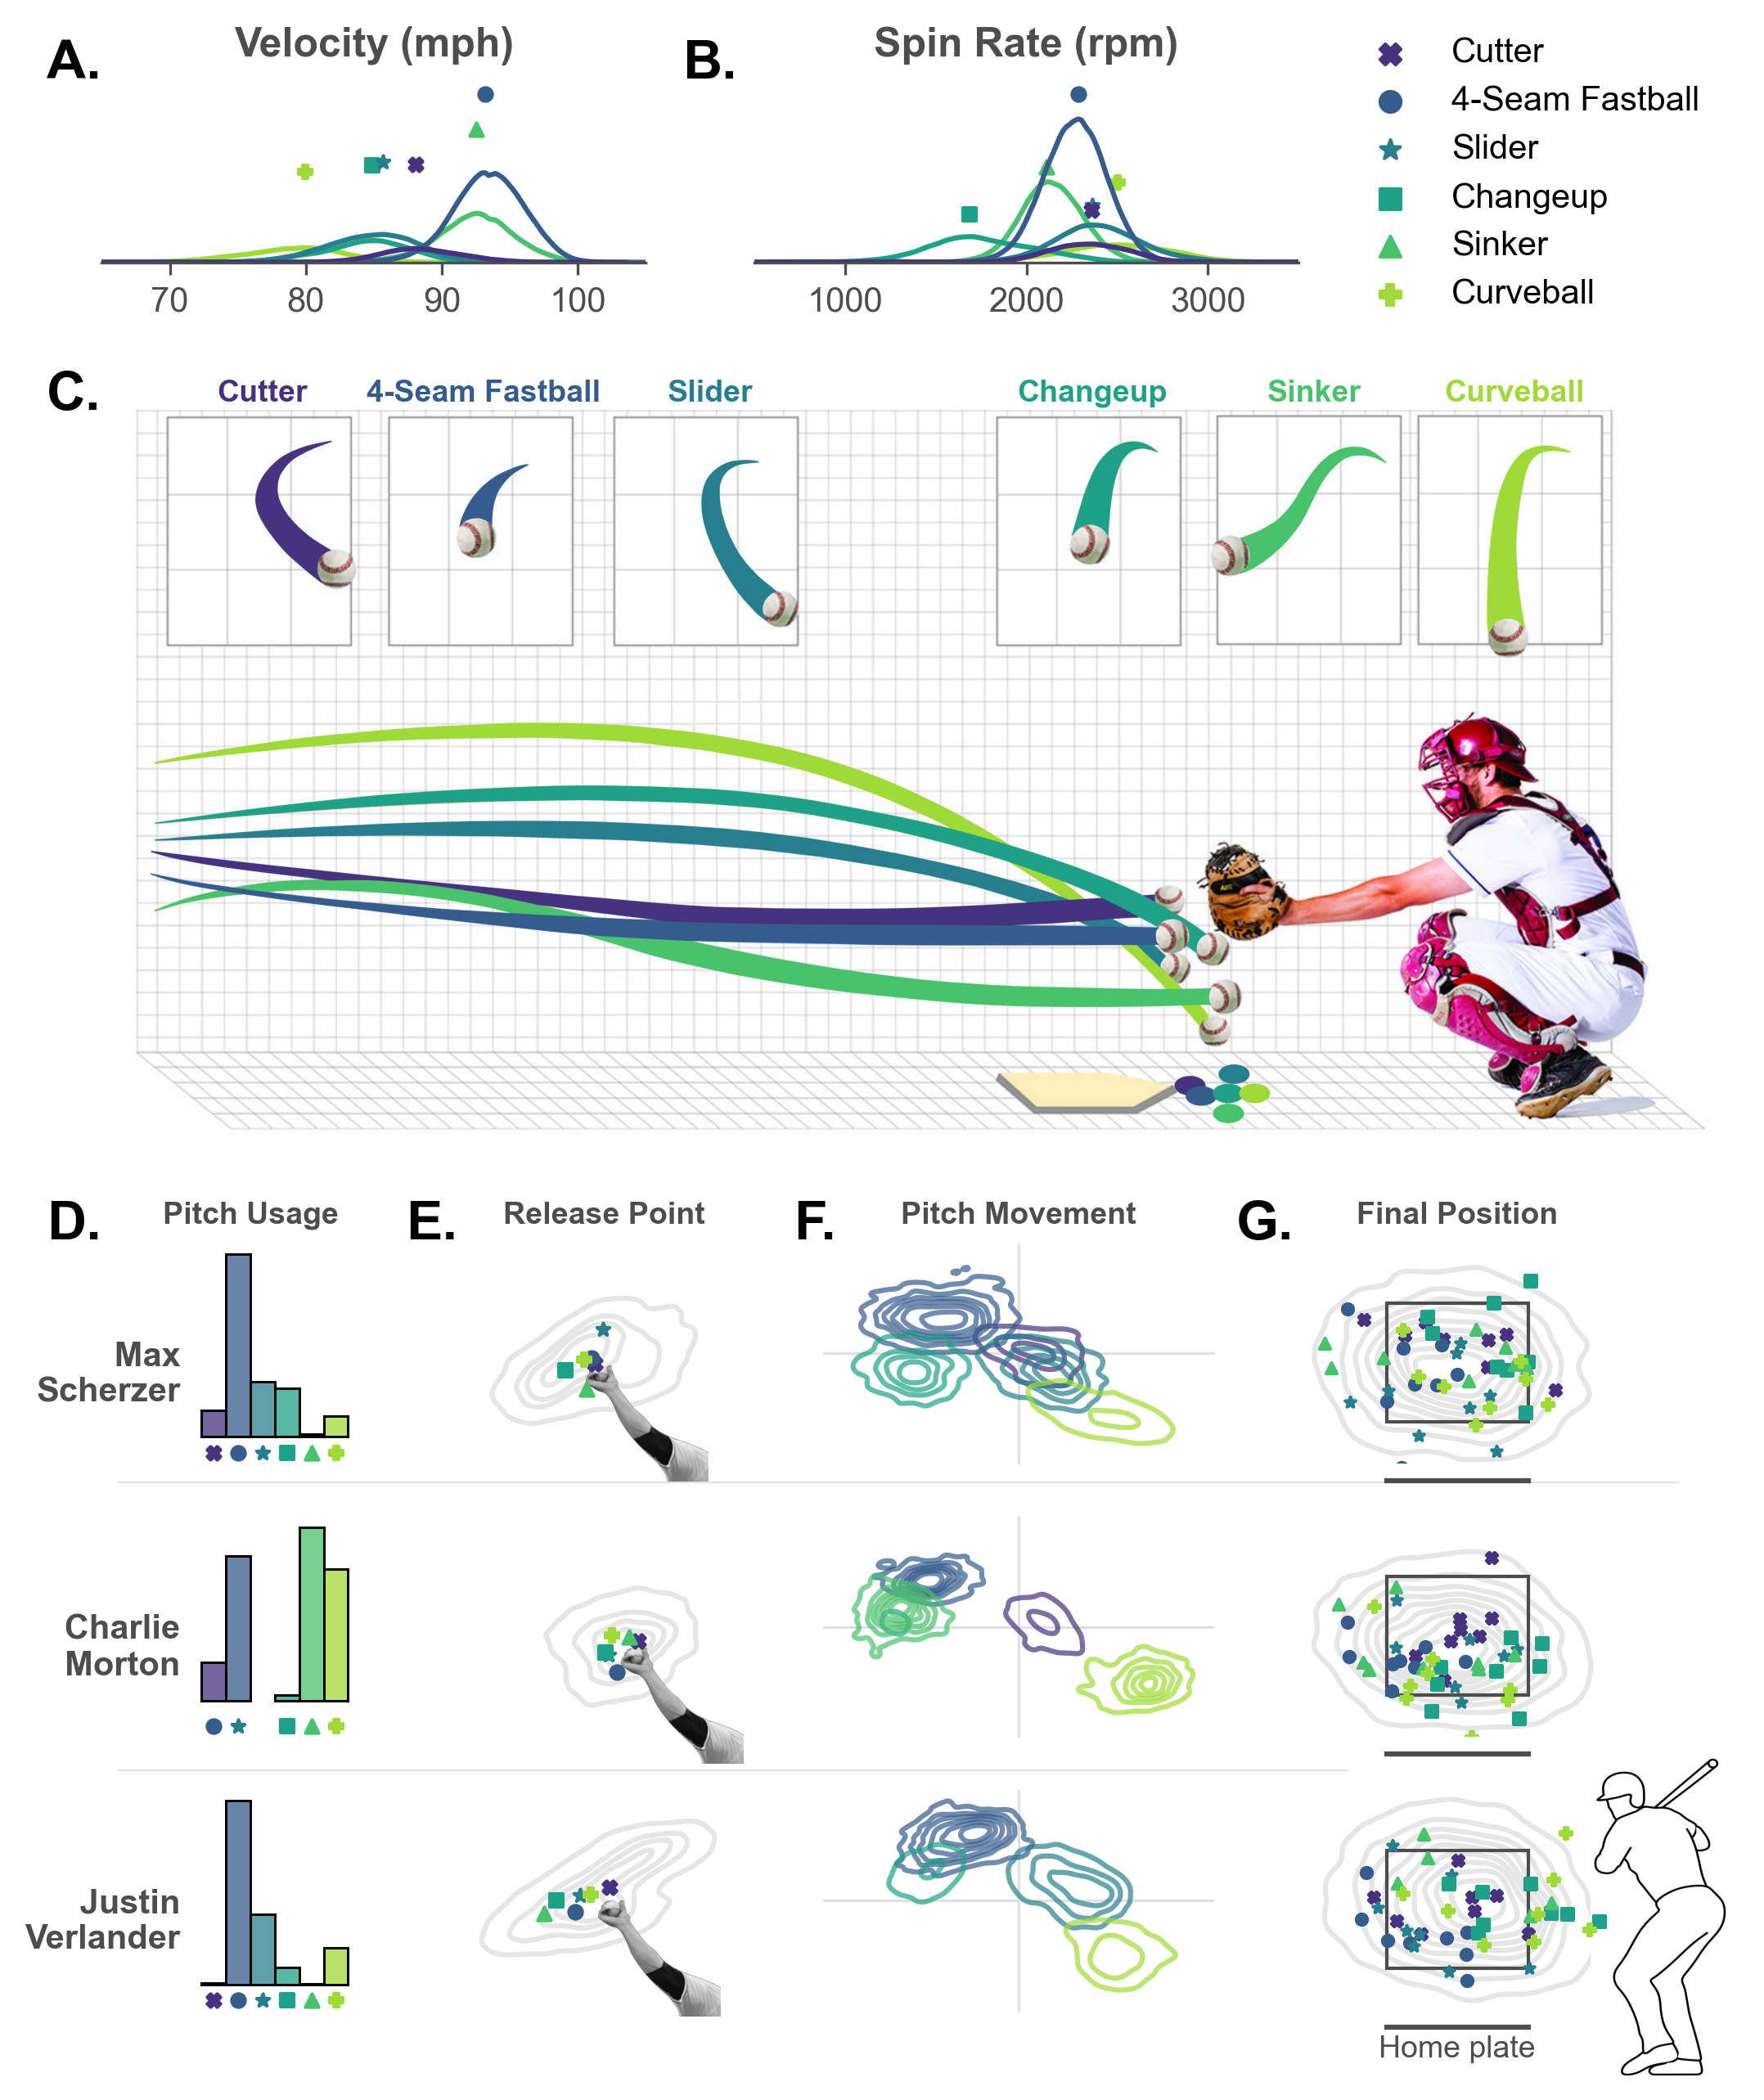 A.
Velocity (mph)
B.
Spin Rate (rpm)
Cutter
4-Seam Fastball
Slider
Changeup
Sinker
Curveball
70 80 90 100
1000 2000 3000
C.
Cutter
4-Seam Fastball
Slider
Changeup
Sinker
Curveball
D.
Pitch Usage
E.
Release Point
F.
Pitch Movement
G.
Final Position
Max
Scherzer
Charlie
Morton
Justin
Verlander
Home plate